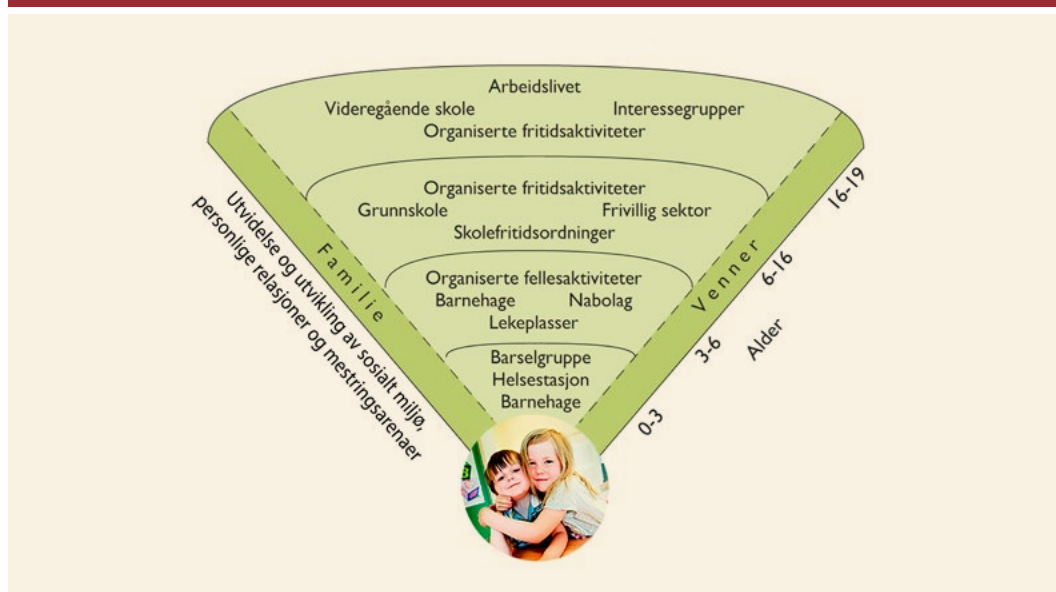 Arbeidslivet
Videregående skole Interessegrupper
Organiserte fritidsaktiviteter
Organiserte fritidsaktiviteter
Grunnskole Frivillig sektor
Skolefritidsordninger
Organiserte fellesaktiviteter
Barnehage Nabolag
Lekeplasser
Barselgruppe
Helsestasjon
Barnehage
Familie
Venner
Utvidelse og utvikling av sosialt miljø,
personlige relasjoner og mestringsarenaer
16-19
6-16
3-6
0-3
Alder